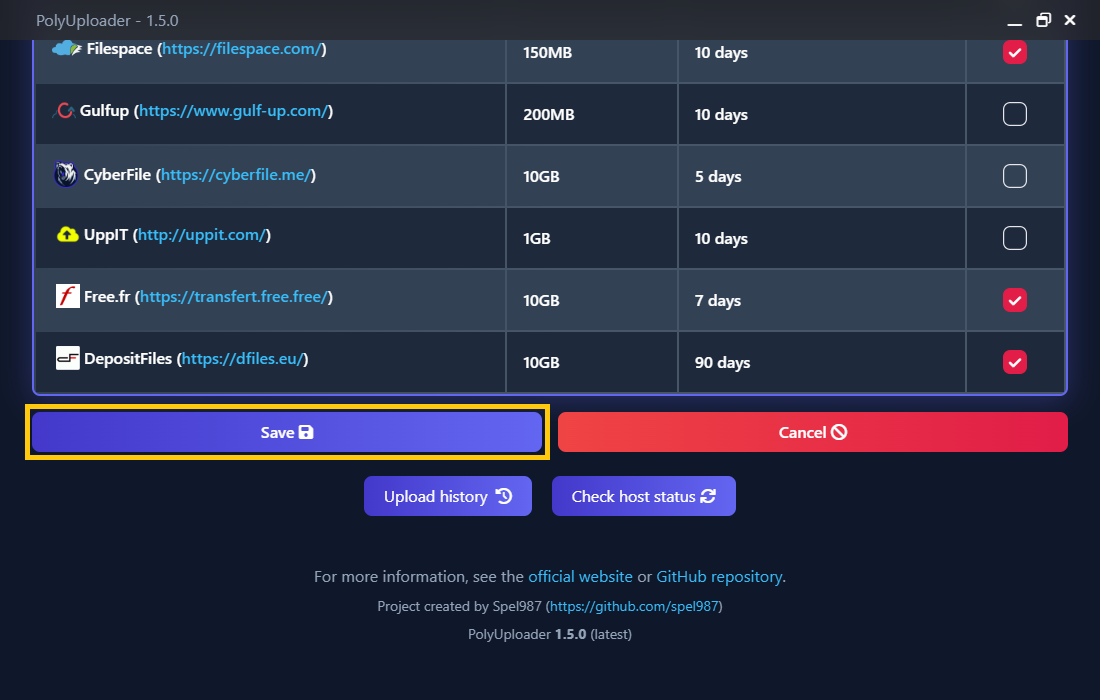 PolyUploader - 1.5.0
Filespace (https://filespace.com/) 150MB 10 days
Gulfup (https://www.gulf-up.com/) 200MB 10 days
CyberFile (https://cyberfile.me/) 10GB 5 days
UppIT (http://uppit.com/) 1GB 10 days
Free.fr (https://transfert.free.free/) 10GB 7 days
DepositFiles (https://dfiles.eu/) 10GB 90 days
Save Cancel
Upload history Check host status
For more information, see the official website or GitHub repository.
Project created by Spel987 (https://github.com/spel987)
PolyUploader 1.5.0 (latest)